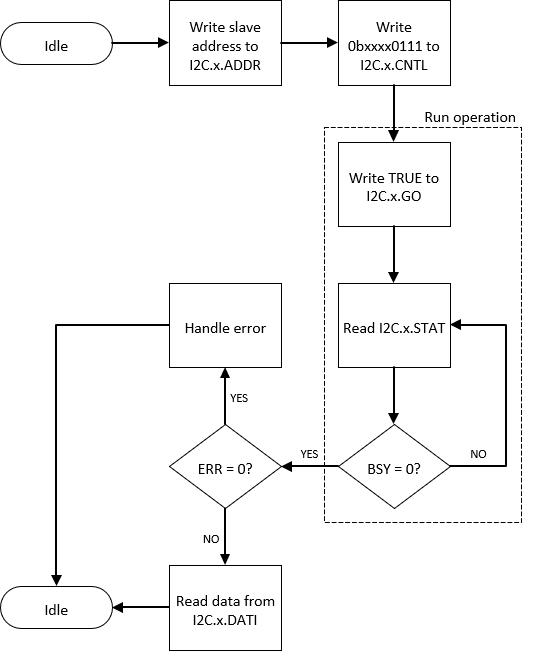 Idle
Write slave
address to
I2C.x.ADDR
Write
0bxxxx0111 to
I2C.x.CNTL
Run operation
Write TRUE to
I2C.x.GO
Read I2C.x.STAT
BSY = 0?
NO
YES
ERR = 0?
YES
Handle error
NO
Read data from
I2C.x.DATI
Idle